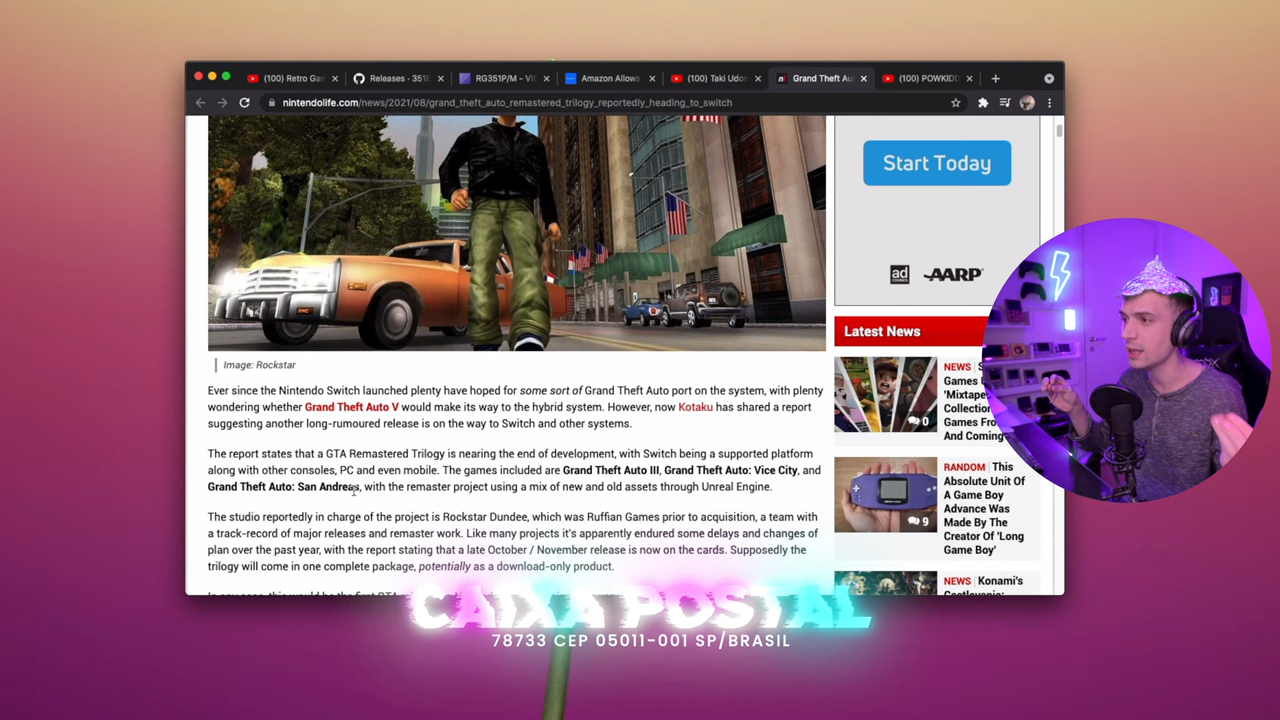 (100) Retro Gam
Releases · 3518
RG351P/M - VIC
Amazon Allows
(100) Taki Udon
Grand Theft Au
(100) POWKIDD
nintendolife.com/news/2021/08/grand_theft_auto_remastered_trilogy_reportedly_heading_to_switch
Image: Rockstar
Ever since the Nintendo Switch launched plenty have hoped for some sort of Grand Theft Auto port on the system, with plenty
wondering whether Grand Theft Auto V would make its way to the hybrid system. However, now Kotaku has shared a report
suggesting another long-rumoured release is on the way to Switch and other systems.
The report states that a GTA Remastered Trilogy is nearing the end of development, with Switch being a supported platform
along with other consoles, PC and even mobile. The games included are Grand Theft Auto III, Grand Theft Auto: Vice City, and
Grand Theft Auto: San Andreas, with the remaster project using a mix of new and old assets through Unreal Engine.
The studio reportedly in charge of the project is Rockstar Dundee, which was Ruffian Games prior to acquisition, a team with
a track-record of major releases and remaster work. Like many projects it's apparently endured some delays and changes of
plan over the past year, with the report stating that a late October / November release is now on the cards. Supposedly the
trilogy will come in one complete package, potentially as a download-only product.
Start Today
ad
AARP
Latest News
NEWS S
Games
'Mixtape
Collection
Games Fro
And Coming
0
RANDOM This
Absolute Unit Of
A Game Boy
Advance Was
Made By The
Creator Of 'Long
Game Boy'
9
NEWS Konami's
Castlevania:
CAIXA POSTAL
78733 CEP 05011-001 SP/BRASIL